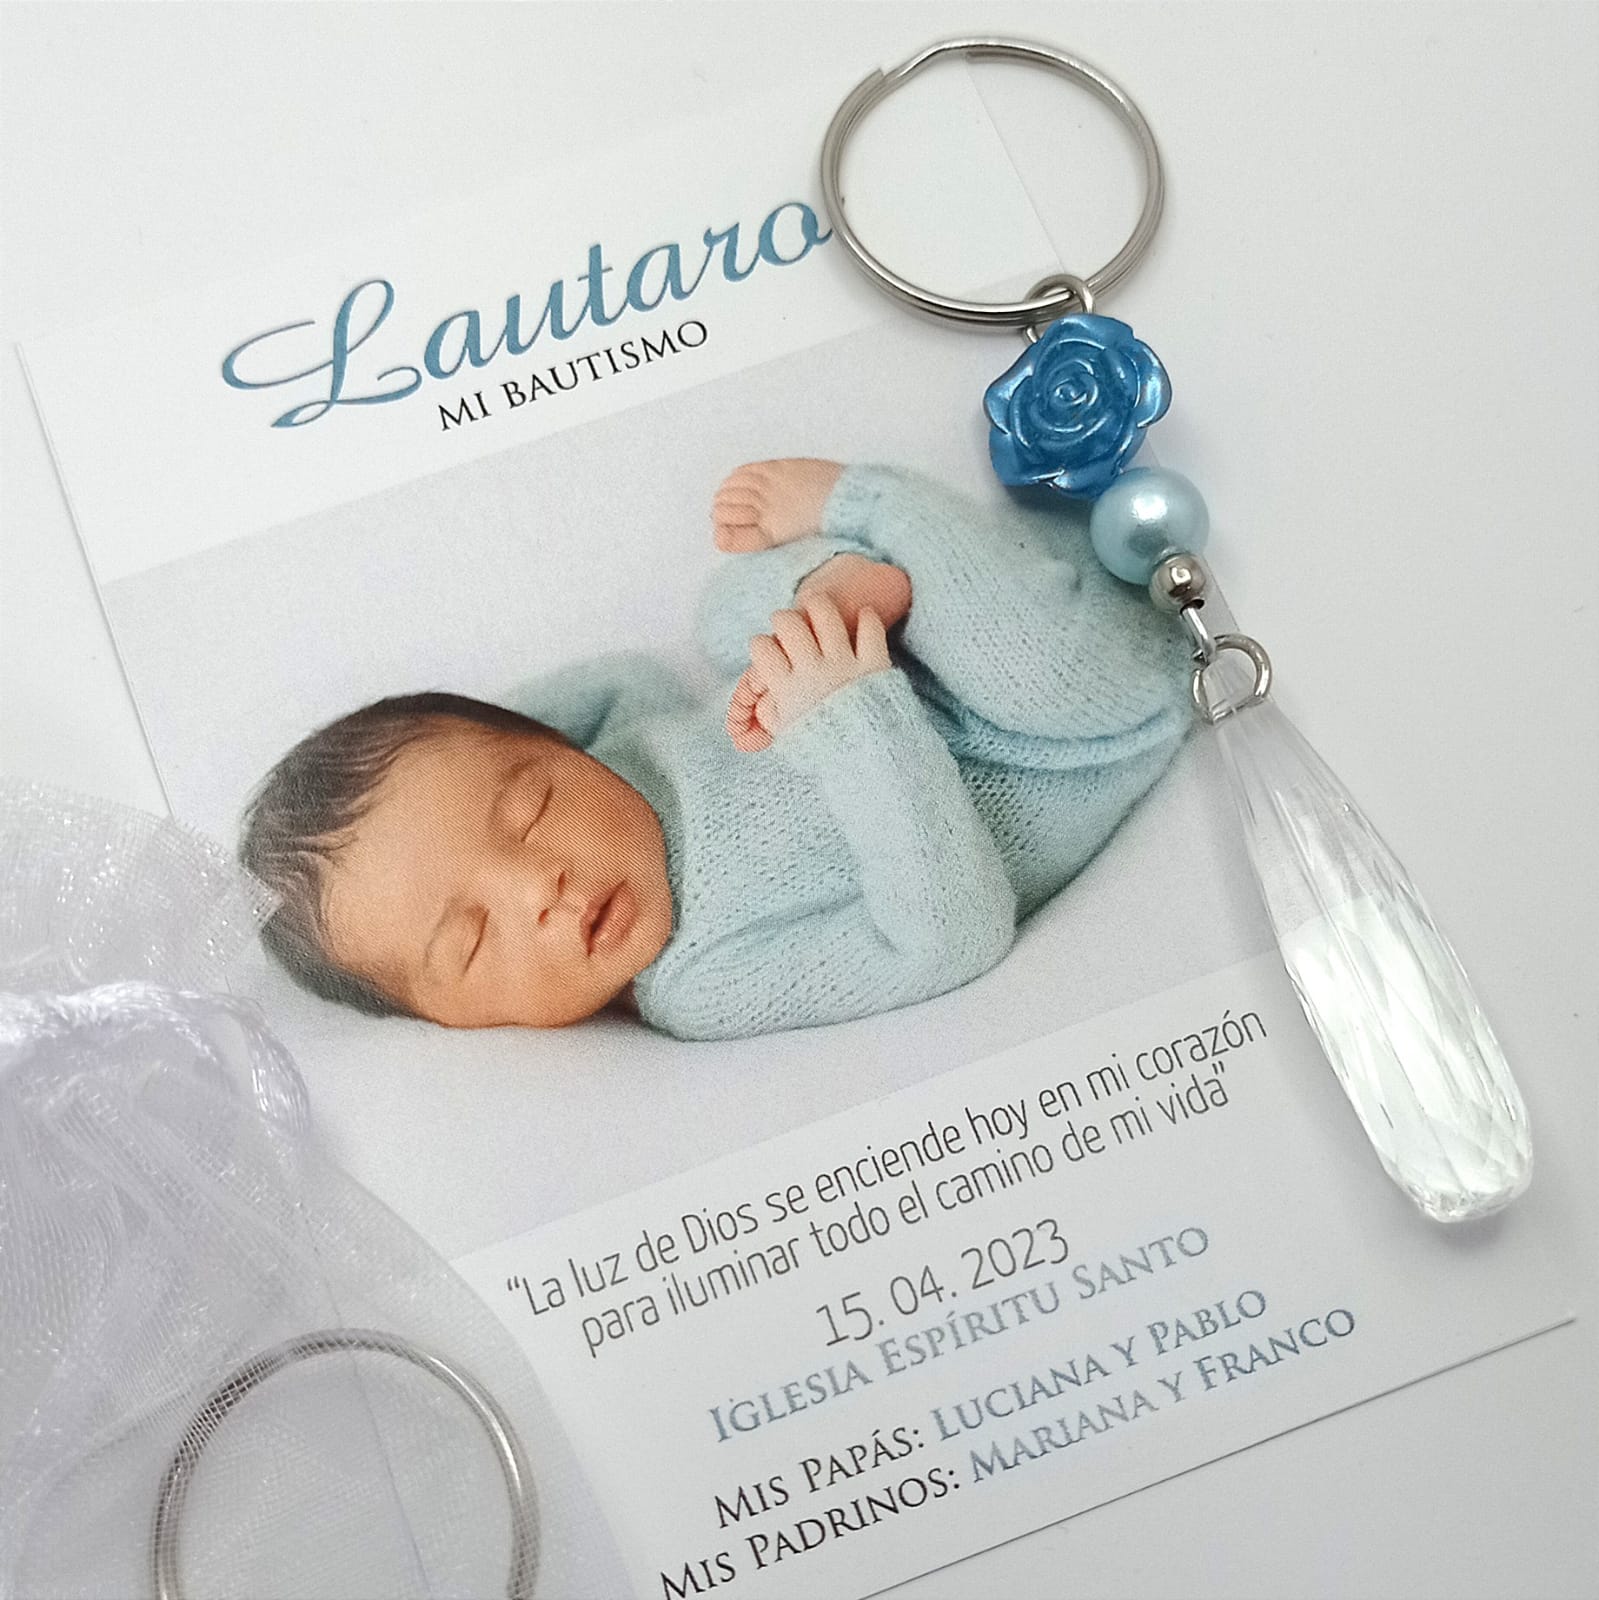 Lautaro
MI BAUTISMO
"La luz de Dios se enciende hoy en mi corazón
para iluminar todo el camino de mi vida"
15. 04. 2023
IGLESIA ESPÍRITU SANTO
MIS PAPÁS: LUCIANA Y PABLO
MIS PADRINOS: MARIANA Y FRANCO